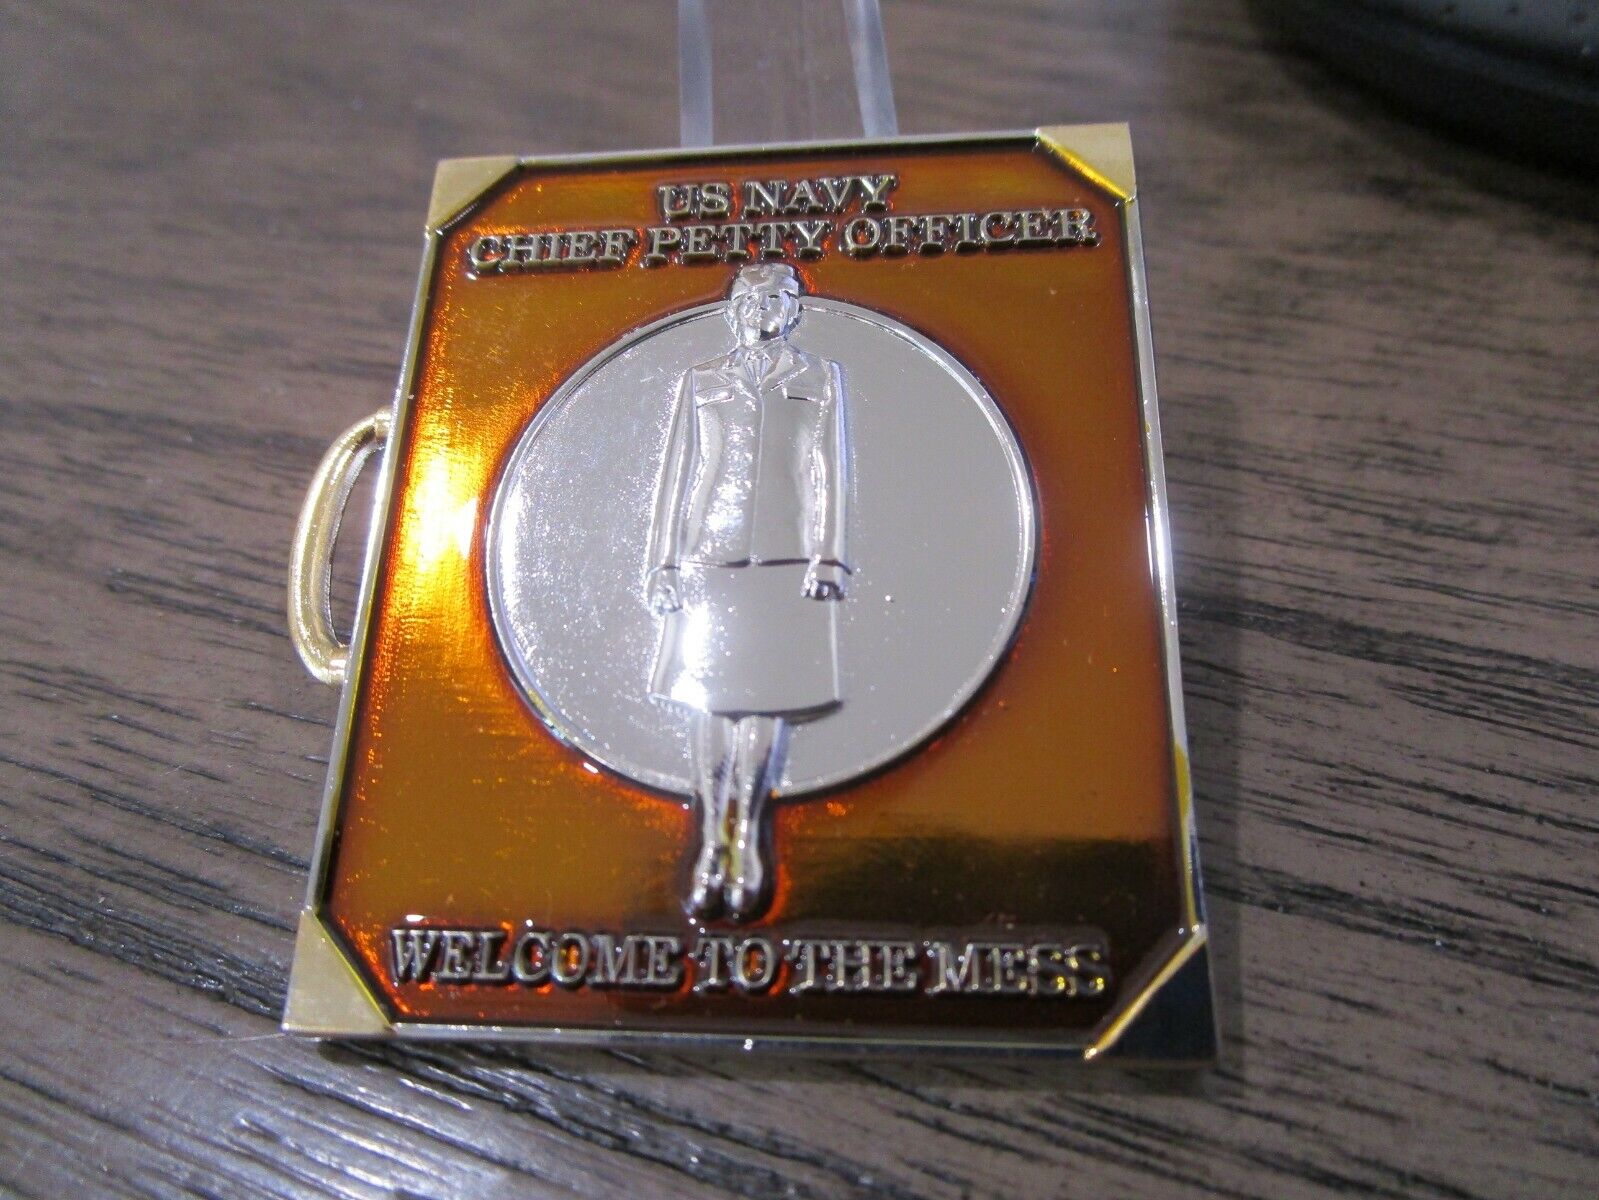 US NAVY
CHIEF PETTY OFFICER
WELCOME TO THE MESS